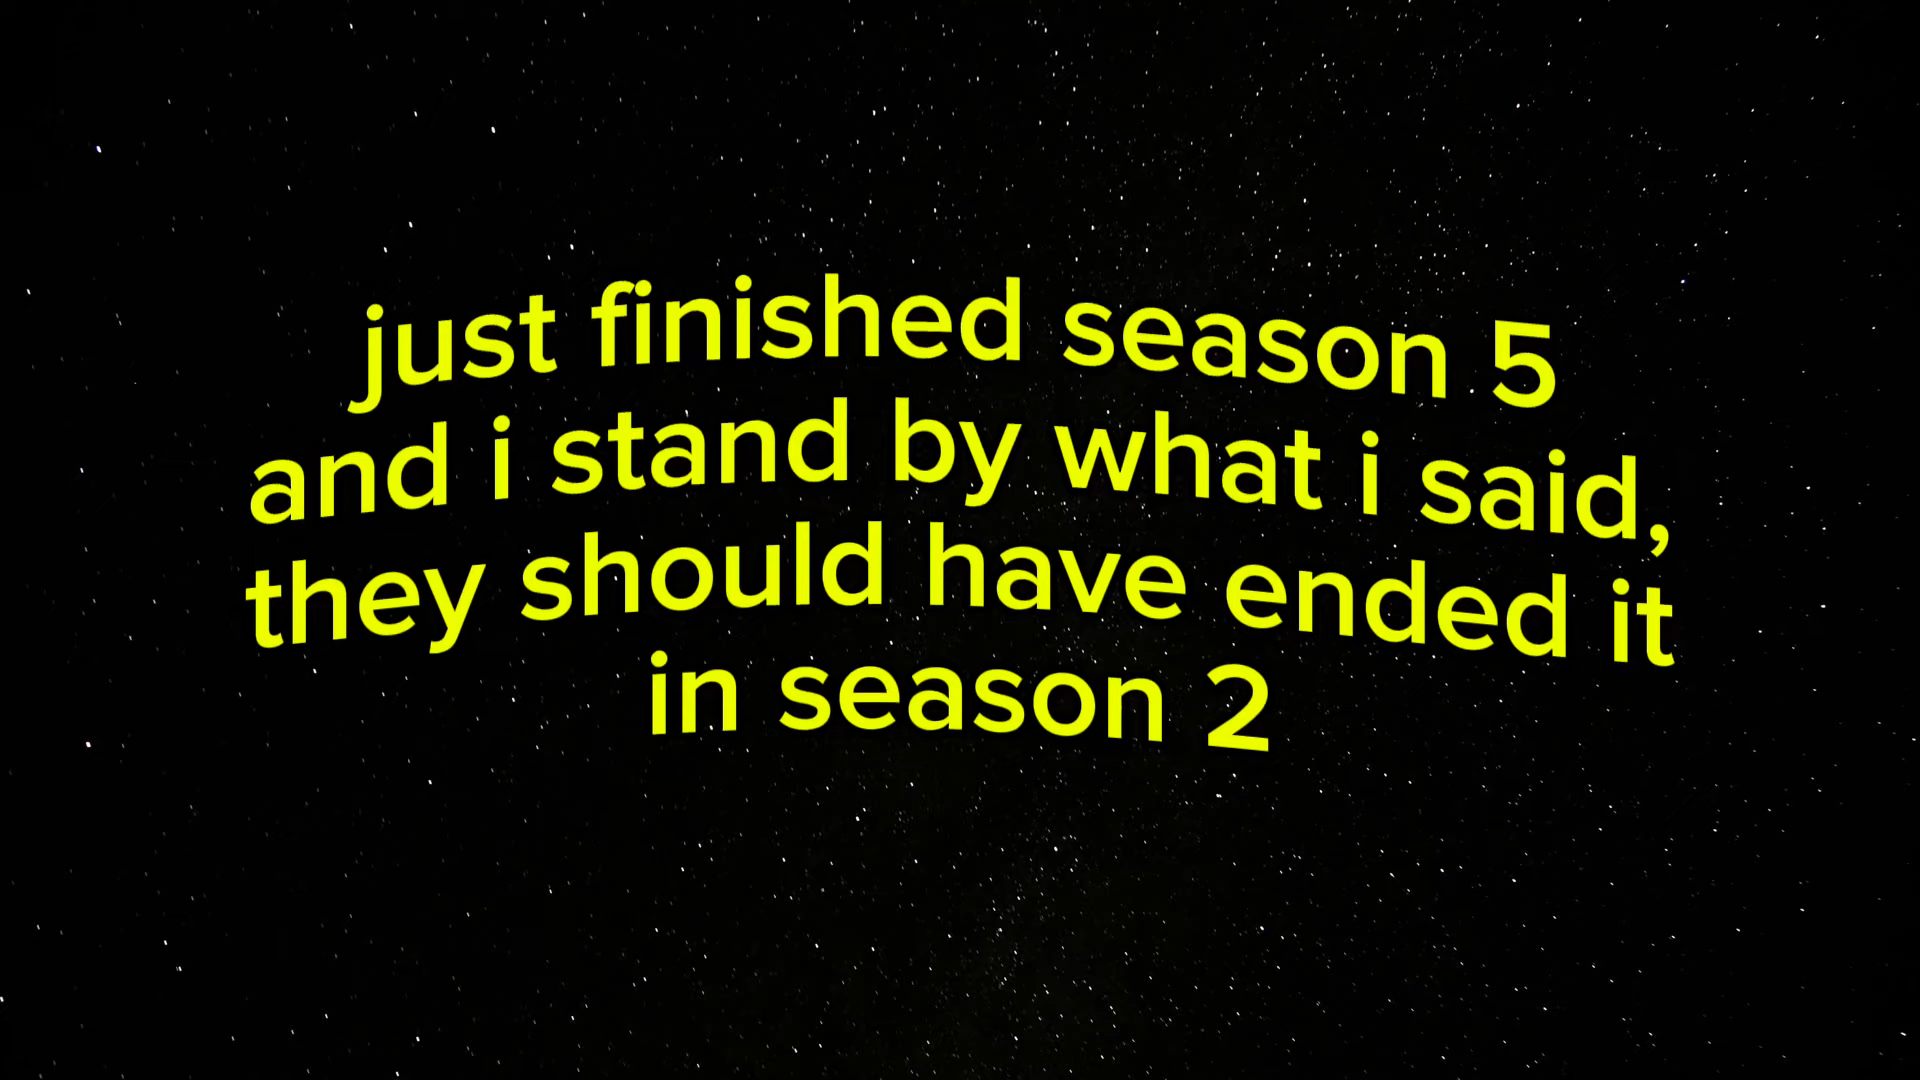 just finished season 5
and i stand by what i said,
they should have ended it
in season 2